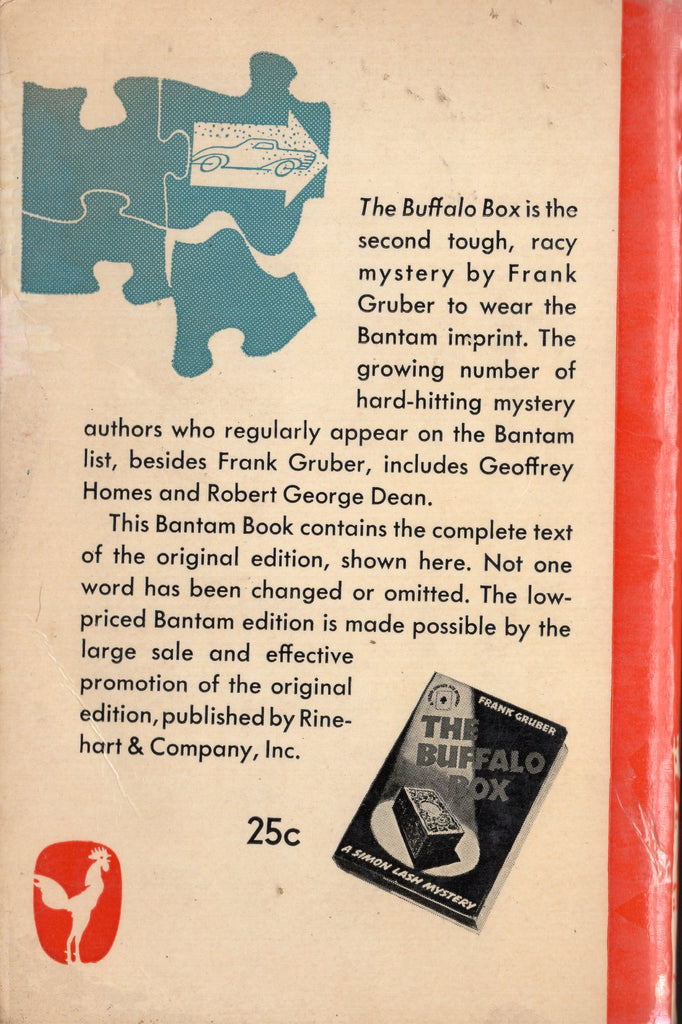 The Buffalo Box is the
second tough, racy
mystery by Frank
Gruber to wear the
Bantam imprint. The
growing number of
hard-hitting mystery
authors who regularly appear on the Bantam
list, besides Frank Gruber, includes Geoffrey
Homes and Robert George Dean.
This Bantam Book contains the complete text
of the original edition, shown here. Not one
word has been changed or omitted. The low-
priced Bantam edition is made possible by the
large sale and effective
promotion of the original
edition, published by Rine-
hart & Company, Inc.
FRANK GRUBER
THE
BUFFALO
BOX
A SIMON LASH MYSTERY
25c